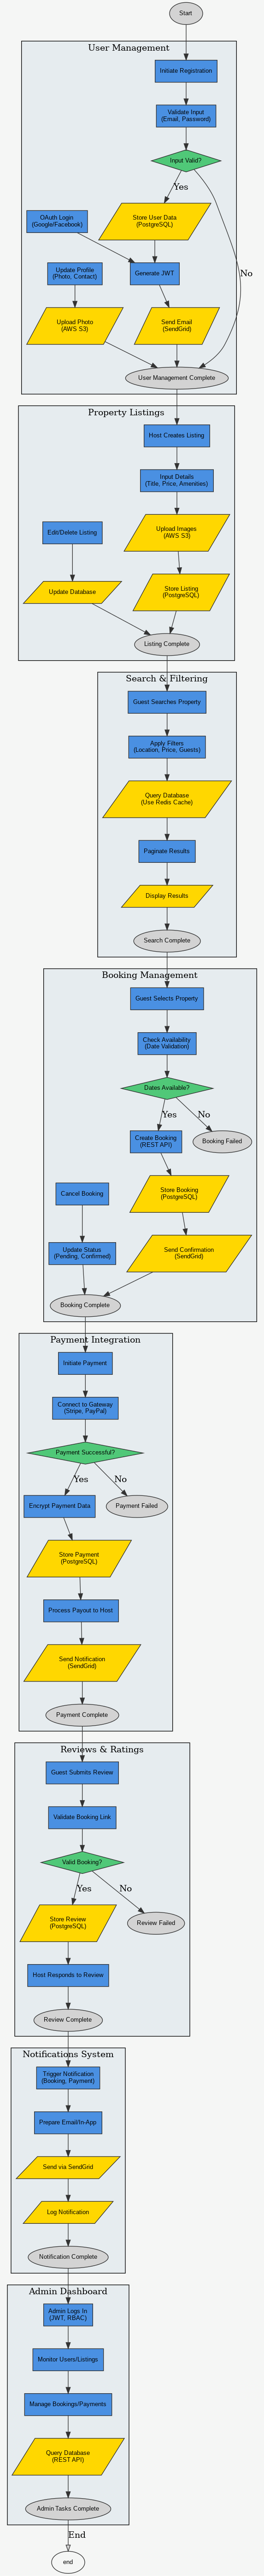 Start
User Management
Initiate Registration
Validate Input
(Email, Password)
Input Valid?
Yes
No
OAuth Login
(Google/Facebook)
Store User Data
(PostgreSQL)
Update Profile
(Photo, Contact)
Generate JWT
Upload Photo
(AWS S3)
Send Email
(SendGrid)
User Management Complete
Property Listings
Host Creates Listing
Input Details
(Title, Price, Amenities)
Edit/Delete Listing
Upload Images
(AWS S3)
Update Database
Store Listing
(PostgreSQL)
Listing Complete
Search & Filtering
Guest Searches Property
Apply Filters
(Location, Price, Guests)
Query Database
(Use Redis Cache)
Paginate Results
Display Results
Search Complete
Booking Management
Guest Selects Property
Check Availability
(Date Validation)
Dates Available?
Yes
No
Create Booking
(REST API)
Booking Failed
Cancel Booking
Store Booking
(PostgreSQL)
Update Status
(Pending, Confirmed)
Send Confirmation
(SendGrid)
Booking Complete
Payment Integration
Initiate Payment
Connect to Gateway
(Stripe, PayPal)
Payment Successful?
Yes
No
Encrypt Payment Data
Payment Failed
Store Payment
(PostgreSQL)
Process Payout to Host
Send Notification
(SendGrid)
Payment Complete
Reviews & Ratings
Guest Submits Review
Validate Booking Link
Valid Booking?
Yes
No
Store Review
(PostgreSQL)
Review Failed
Host Responds to Review
Review Complete
Notifications System
Trigger Notification
(Booking, Payment)
Prepare Email/In-App
Send via SendGrid
Log Notification
Notification Complete
Admin Dashboard
Admin Logs In
(JWT, RBAC)
Monitor Users/Listings
Manage Bookings/Payments
Query Database
(REST API)
Admin Tasks Complete
End
end